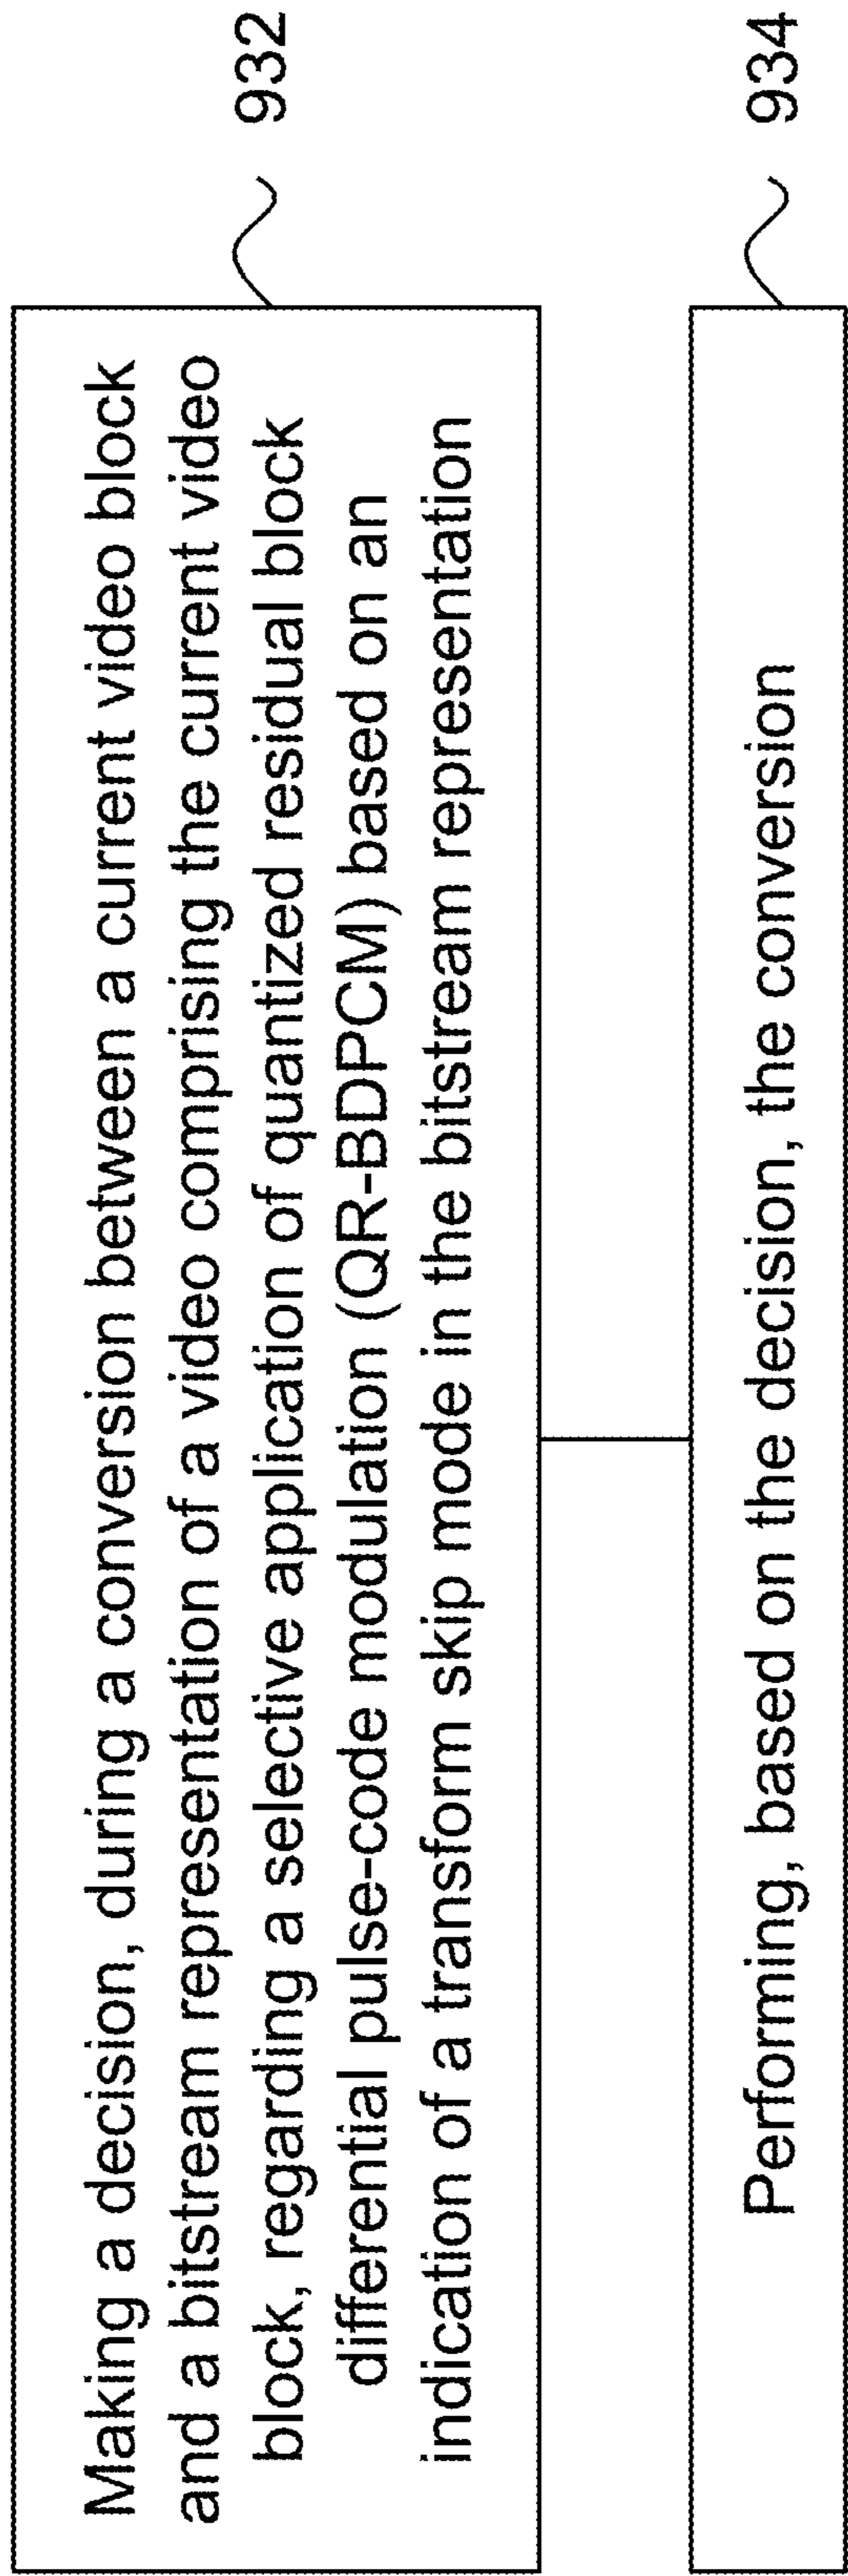 Making a decision, during a conversion between a current video block
and a bitstream representation of a video comprising the current video
block, regarding a selective application of quantized residual block
differential pulse-code modulation (QR-BDPCM) based on an
indication of a transform skip mode in the bitstream representation
932
Performing, based on the decision, the conversion
934